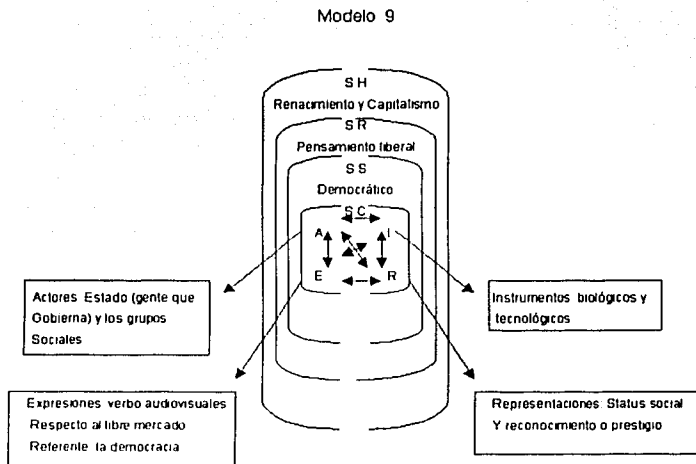 Modelo 9
S H
Renacimiento y Capitalismo
S R
Pensamiento liberal
S S
Democrático
S C
A I
E R
Actores Estado (gente que
Gobierna) y los grupos
Sociales
Instrumentos biológicos y
tecnológicos
Expresiones verbo audiovisuales
Respecto al libre mercado
Referente la democracia
Representaciones: Status social
Y reconocimiento o prestigio